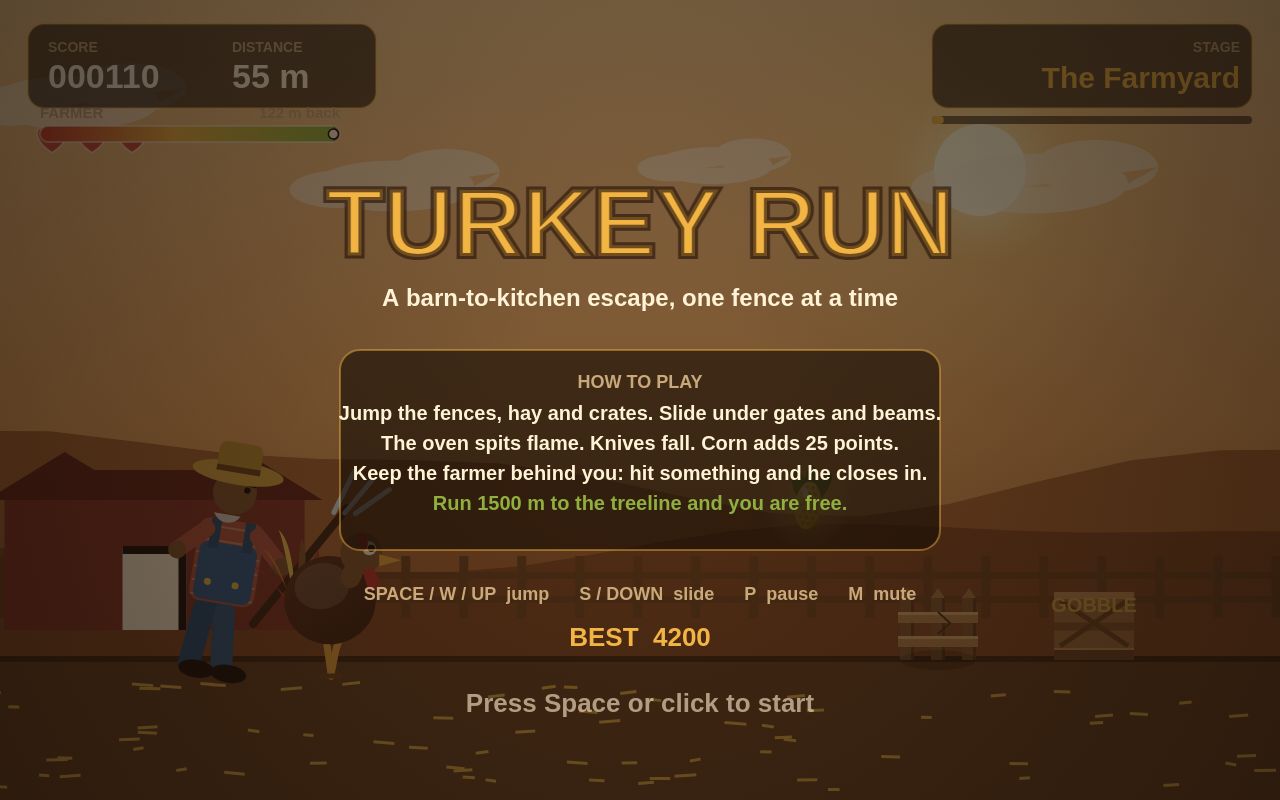 SCORE DISTANCE
000110 55 m
STAGE
The Farmyard
FARMER 122 m back
TURKEY RUN
A barn-to-kitchen escape, one fence at a time
HOW TO PLAY
Jump the fences, hay and crates. Slide under gates and beams.
The oven spits flame. Knives fall. Corn adds 25 points.
Keep the farmer behind you: hit something and he closes in.
Run 1500 m to the treeline and you are free.
SPACE / W / UP jump S / DOWN slide P pause M mute
GOBBLE
BEST 4200
Press Space or click to start